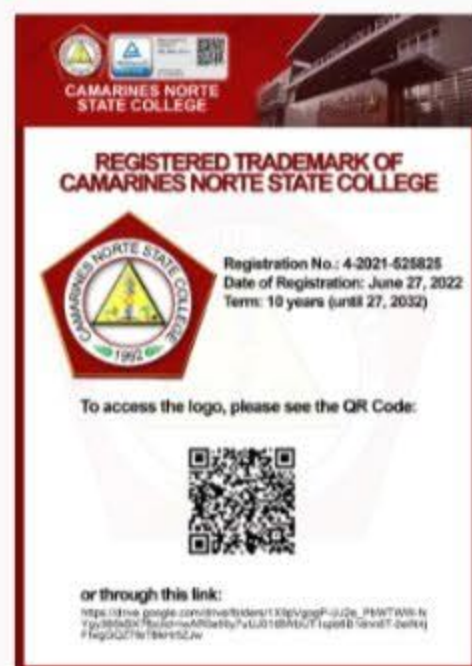 CAMARINES NORTE
STATE COLLEGE
REGISTERED TRADEMARK OF
CAMARINES NORTE STATE COLLEGE
CAMARINES NORTE STATE COLLEGE
1992
Registration No.: 4-2021-525825
Date of Registration: June 27, 2022
Term: 10 years (until 27, 2032)
To access the logo, please see the QR Code:
or through this link: